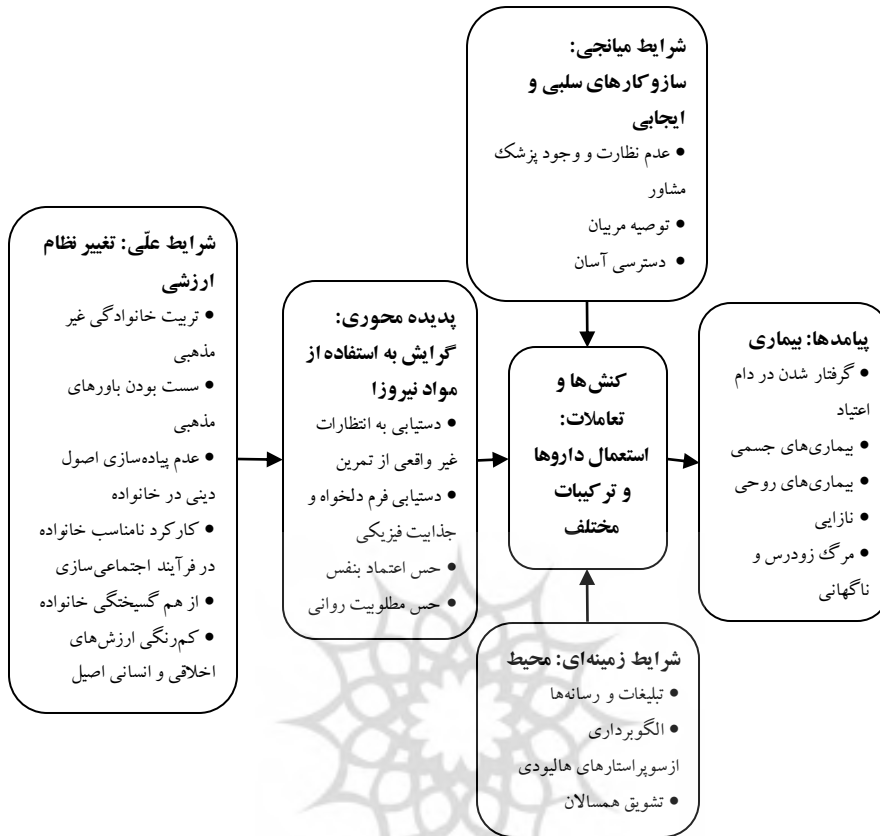 شرایط میانجی:
سازوکارهای سلبی و
ایجابی
• عدم نظارت و وجود پزشک
مشاور
• توصیه مربیان
• دسترسی آسان
شرایط علّی: تغییر نظام
ارزشی
• تربیت خانوادگی غیر
مذهبی
• سست بودن باورهای
مذهبی
• عدم پیاده‌سازی اصول
دینی در خانواده
• کارکرد نامناسب خانواده
در فرآیند اجتماعی‌سازی
• از هم گسیختگی خانواده
• کم‌رنگی ارزش‌های
اخلاقی و انسانی اصیل
پدیده محوری:
گرایش به استفاده از
مواد نیروزا
• دستیابی به انتظارات
غیر واقعی از تمرین
• دستیابی فرم دلخواه و
جذابیت فیزیکی
• حس اعتماد بنفس
• حس مطلوبیت روانی
کنش‌ها و
تعاملات:
استعمال داروها
و ترکیبات
مختلف
پیامدها: بیماری
• گرفتار شدن در دام
اعتیاد
• بیماری‌های جسمی
• بیماری‌های روحی
• نازایی
• مرگ زودرس و
ناگهانی
شرایط زمینه‌ای: محیط
• تبلیغات و رسانه‌ها
• الگوبرداری
ازسوپراستارهای هالیودی
• تشویق همسالان